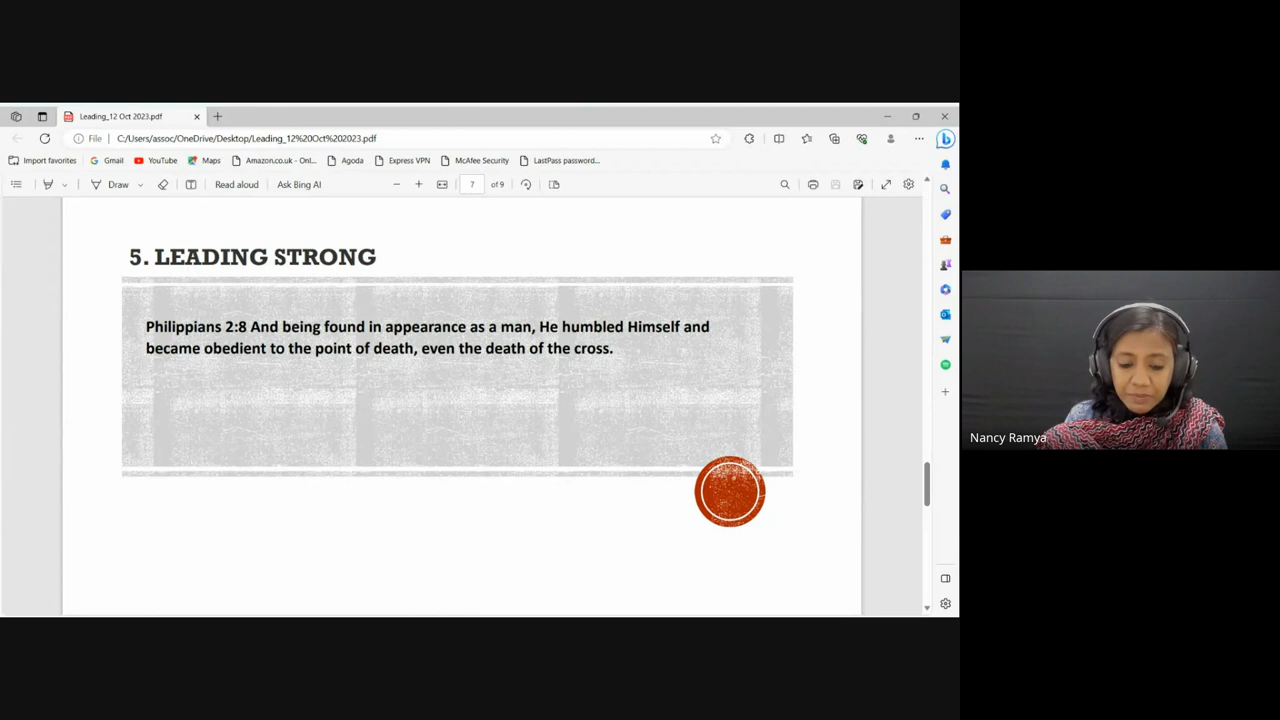 Leading_12 Oct 2023.pdf
File
C:/Users/assoc/OneDrive/Desktop/Leading_12%20Oct%202023.pdf
Import favorites
Gmail
YouTube
Maps
Amazon.co.uk - Onl...
Agoda
Express VPN
McAfee Security
LastPass password...
Draw
Read aloud
Ask Bing AI
7
of 9
5. LEADING STRONG
Philippians 2:8 And being found in appearance as a man, He humbled Himself and
became obedient to the point of death, even the death of the cross.
Nancy Ramya